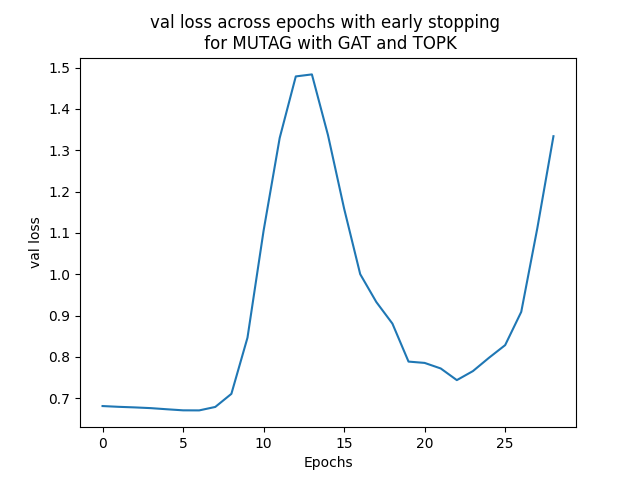 val loss across epochs with early stopping
for MUTAG with GAT and TOPK
1.5
1.4
1.3
1.2
1.1
1.0
0.9
0.8
0.7
val loss
0 5 10 15 20 25
Epochs